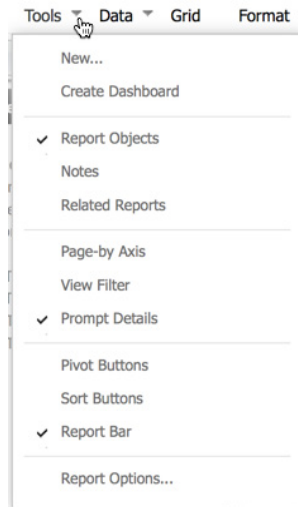 Tools Data Grid Format
New...
Create Dashboard
Report Objects
Notes
Related Reports
Page-by Axis
View Filter
Prompt Details
Pivot Buttons
Sort Buttons
Report Bar
Report Options...